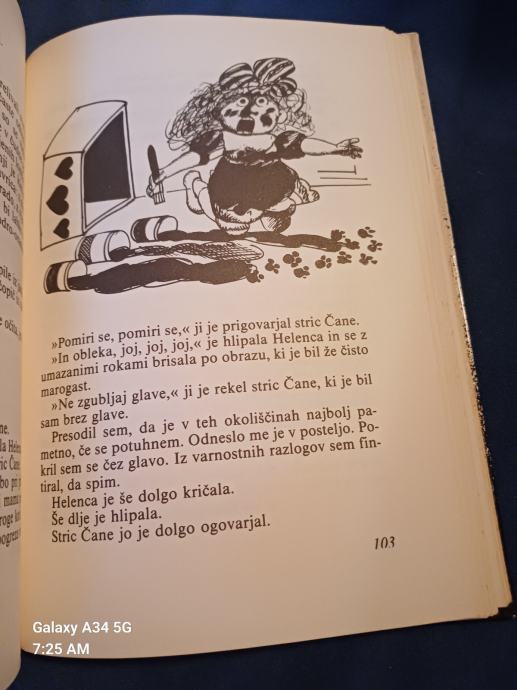 »Pomiri se, pomiri se,« ji je prigovarjal stric Čane.
»In obleka, joj, joj, joj,« je hlipala Helenca in se z
umazanimi rokami brisala po obrazu, ki je bil že čisto
marogast.
»Ne zgubljaj glave,« ji je rekel stric Čane, ki je bil
sam brez glave.
Presodil sem, da je v teh okoliščinah najbolj pa-
metno, če se potuhnem. Odneslo me je v posteljo. Po-
kril sem se čez glavo. Iz varnostnih razlogov sem fin-
tiral, da spim.
Helenca je še dolgo kričala.
Še dlje je hlipala.
Stric Čane jo je dolgo ogovarjal.
103
Galaxy A34 5G
7:25 AM